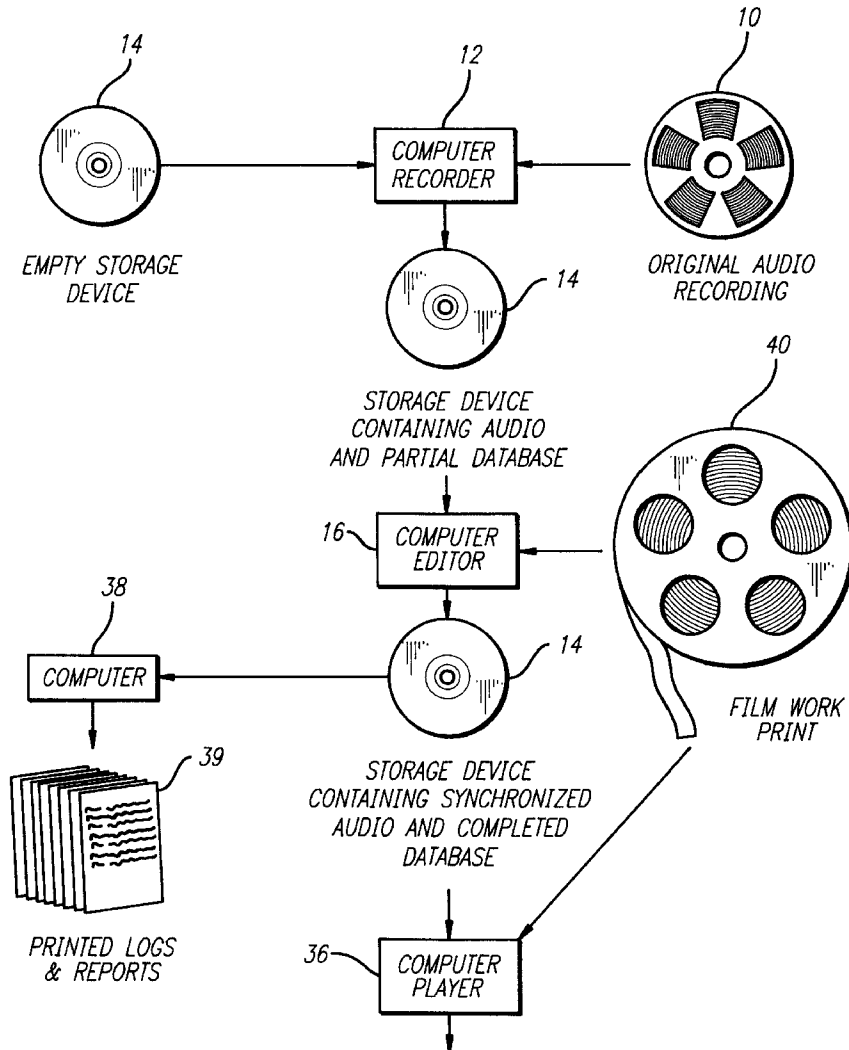 14
12
10
COMPUTER
RECORDER
EMPTY STORAGE
DEVICE
ORIGINAL AUDIO
RECORDING
14
40
STORAGE DEVICE
CONTAINING AUDIO
AND PARTIAL DATABASE
16
COMPUTER
EDITOR
38
COMPUTER
14
FILM WORK
PRINT
39
STORAGE DEVICE
CONTAINING SYNCHRONIZED
AUDIO AND COMPLETED
DATABASE
PRINTED LOGS
& REPORTS
36
COMPUTER
PLAYER